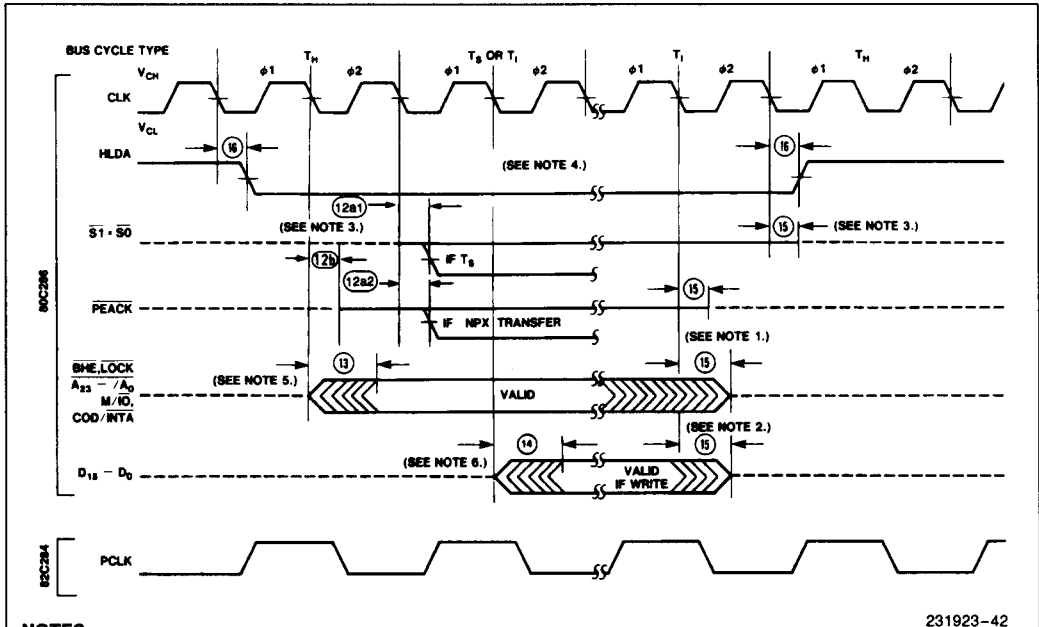 BUS CYCLE TYPE
T_H
T_S OR T_I
T_I
T_H
V_CH
φ1
φ2
φ1
φ2
φ1
φ2
φ1
φ2
CLK
V_CL
HLDA
16
(SEE NOTE 4.)
16
12a1
(SEE NOTE 3.)
15
(SEE NOTE 3.)
S1 • S0
12b
IF T_S
12a2
15
PEACK
IF NPX TRANSFER
(SEE NOTE 1.)
13
15
BHE, LOCK
(SEE NOTE 5.)
A23 – /A0
VALID
M/IO,
COD/INTA
(SEE NOTE 2.)
14
15
(SEE NOTE 6.)
D15 – D0
VALID
IF WRITE
80C286
82C284
PCLK
231923–42